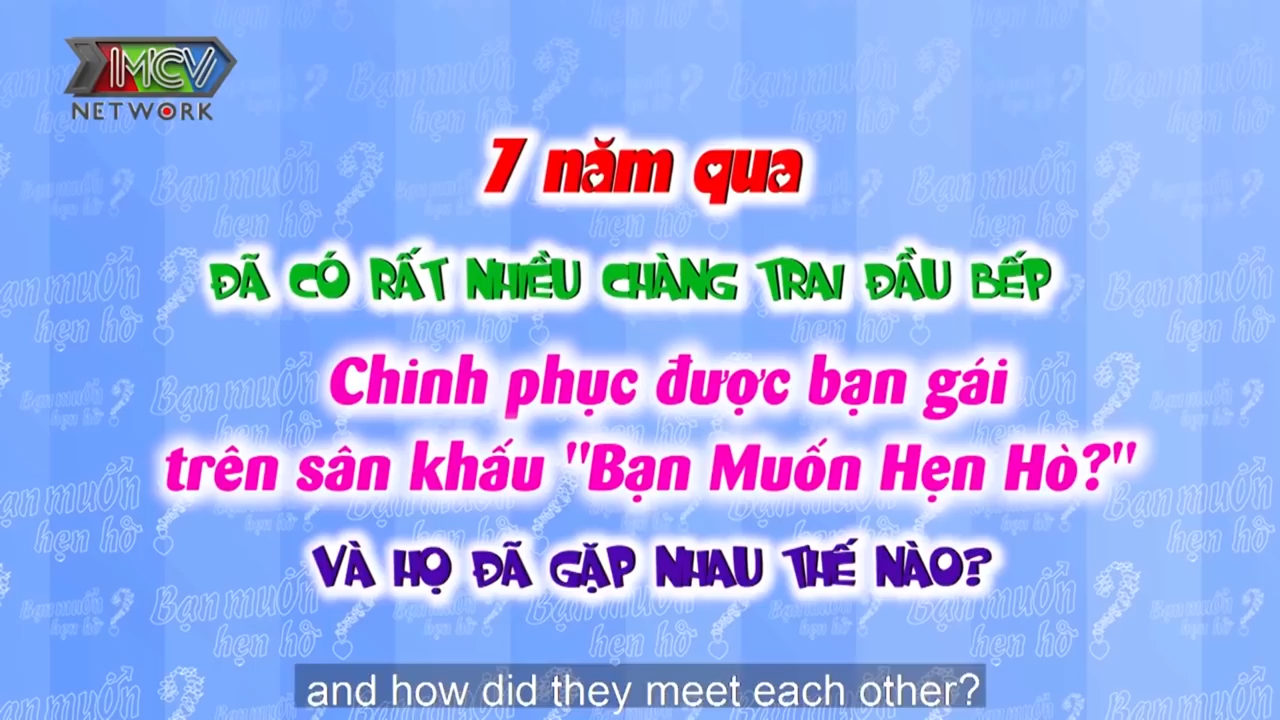 MCV
NETWORK
7 năm qua
ĐÃ CÓ RẤT NHIỀU CHÀNG TRAI ĐẦU BẾP
Chinh phục được bạn gái
trên sân khấu "Bạn Muốn Hẹn Hò?"
VÀ HỌ ĐÃ GẶP NHAU THẾ NÀO?
and how did they meet each other?